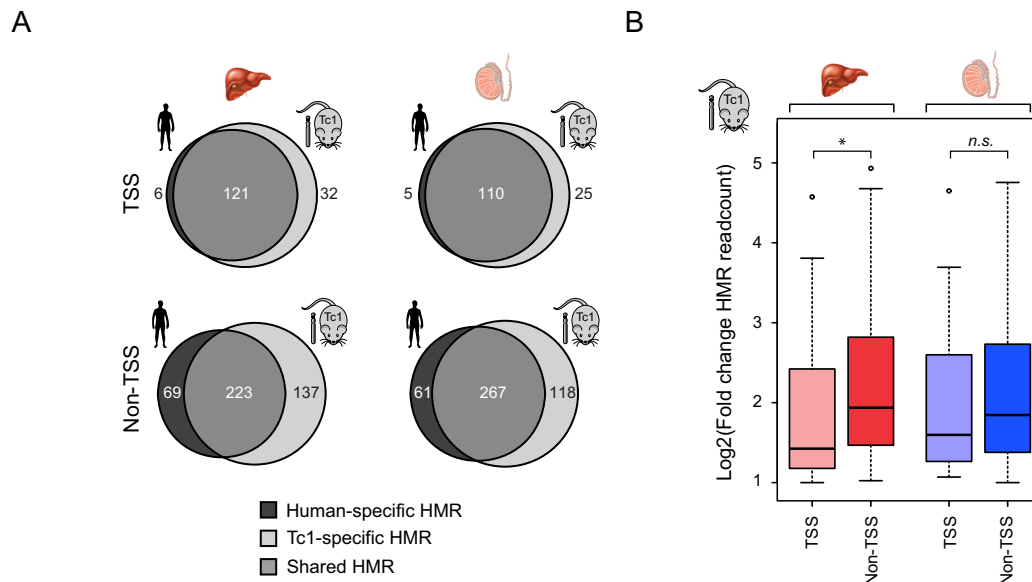 A
B
Tc1
Tc1
Tc1
TSS
6
121
32
5
110
25
Tc1
Tc1
Non-TSS
69
223
137
61
267
118
Human-specific HMR
Tc1-specific HMR
Shared HMR
*
n.s.
Log2(Fold change HMR readcount)
5
4
3
2
1
TSS
Non-TSS
TSS
Non-TSS